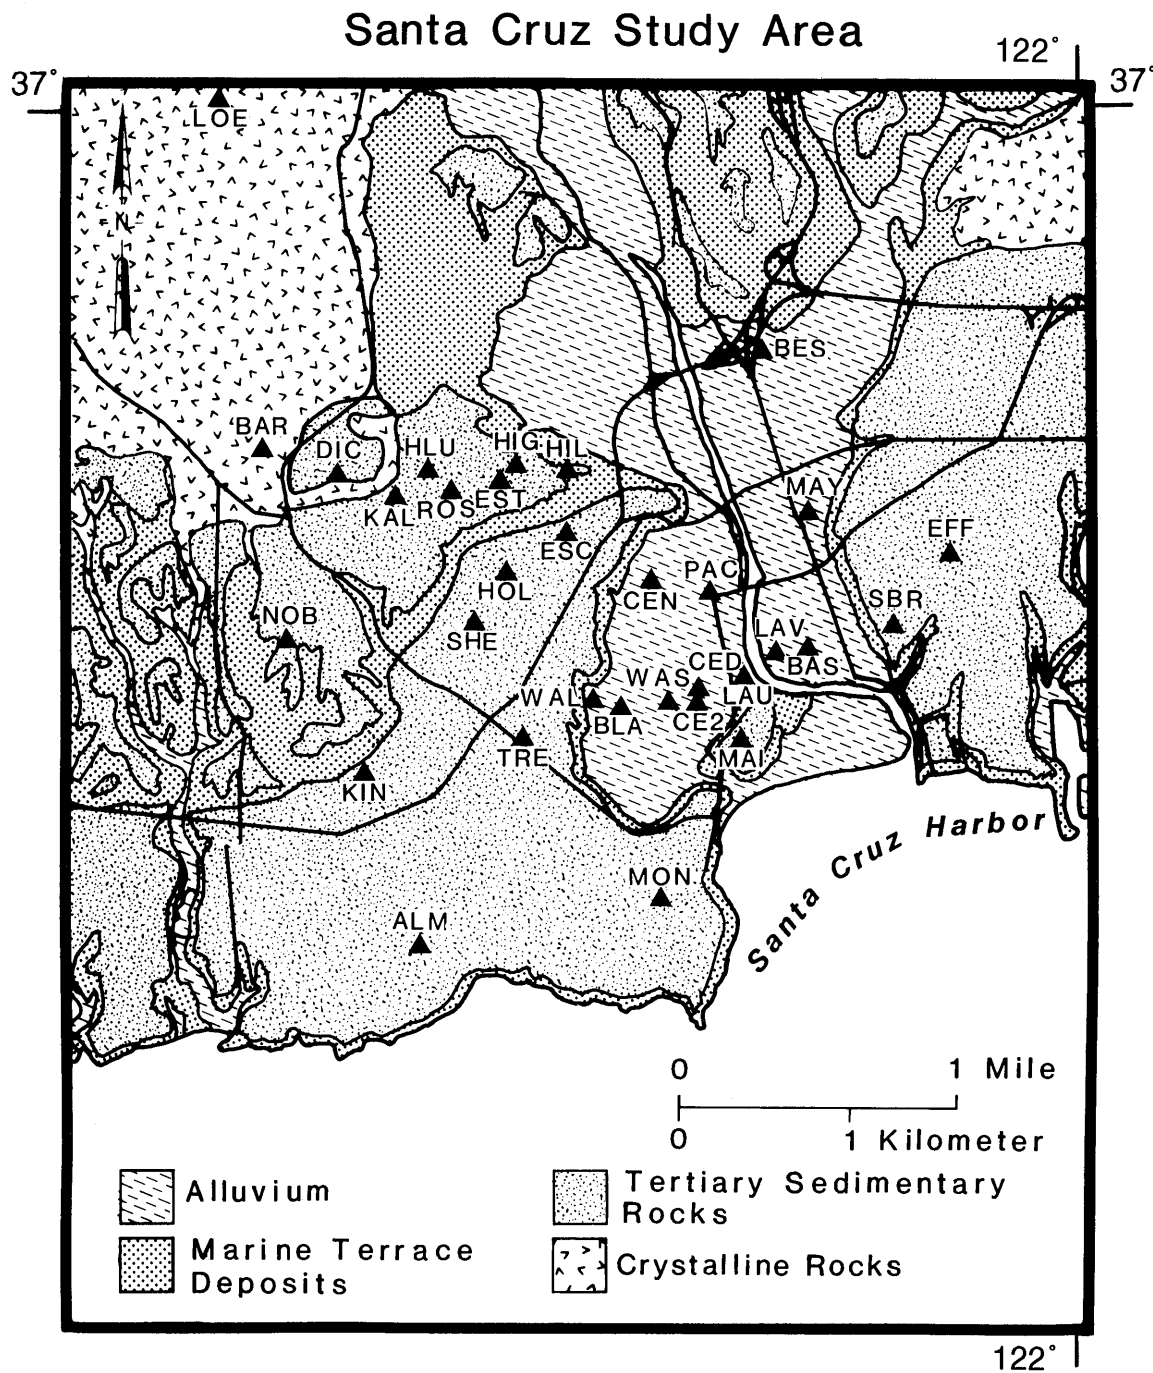 Santa Cruz Study Area
122°
37°
37°
LOE
N
BES
BAR
DIC
HLU
HIG
HIL
KAL
ROS
EST
MAY
ESC
EFF
HOL
PAC
CEN
SBR
NOB
SHE
LAV
BAS
CED
WAS
WAL
LAU
BLA
CE2
TRE
MAI
KIN
Santa Cruz Harbor
MON
ALM
0 1 Mile
0 1 Kilometer
Alluvium
Tertiary Sedimentary
Rocks
Marine Terrace
Deposits
Crystalline Rocks
122°